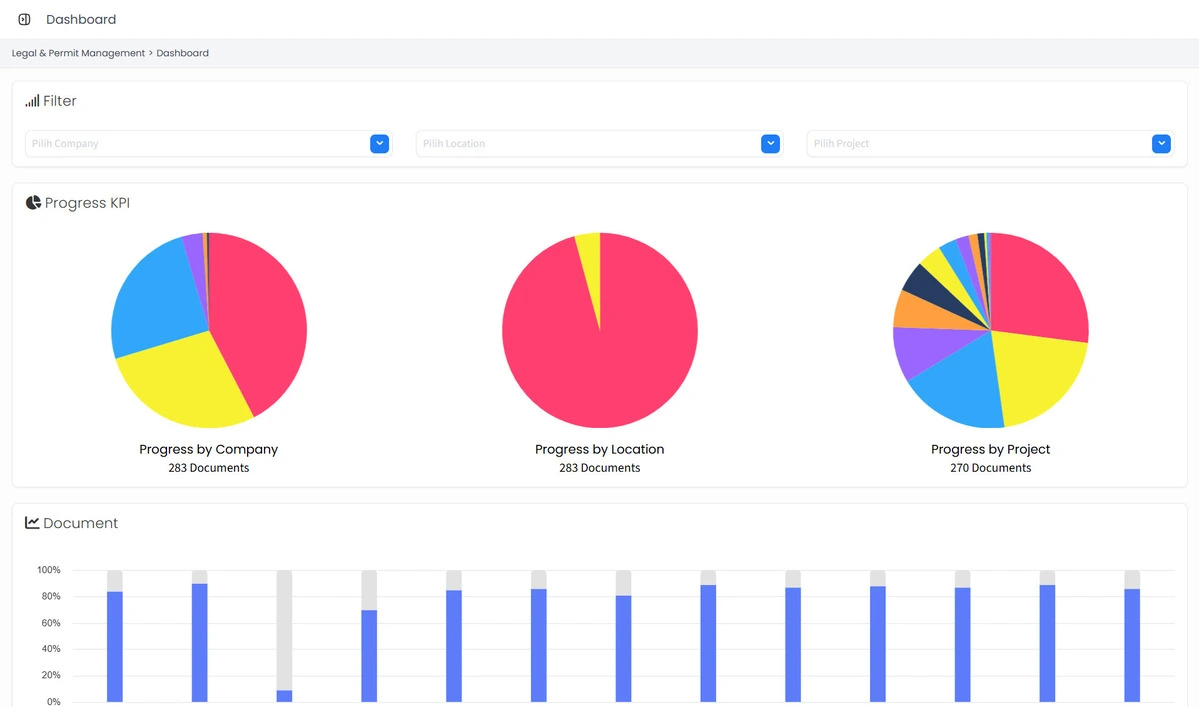 Dashboard
Legal & Permit Management > Dashboard
Filter
Pilih Company
Pilih Location
Pilih Project
Progress KPI
Progress by Company
283 Documents
Progress by Location
283 Documents
Progress by Project
270 Documents
Document
100%
80%
60%
40%
20%
0%